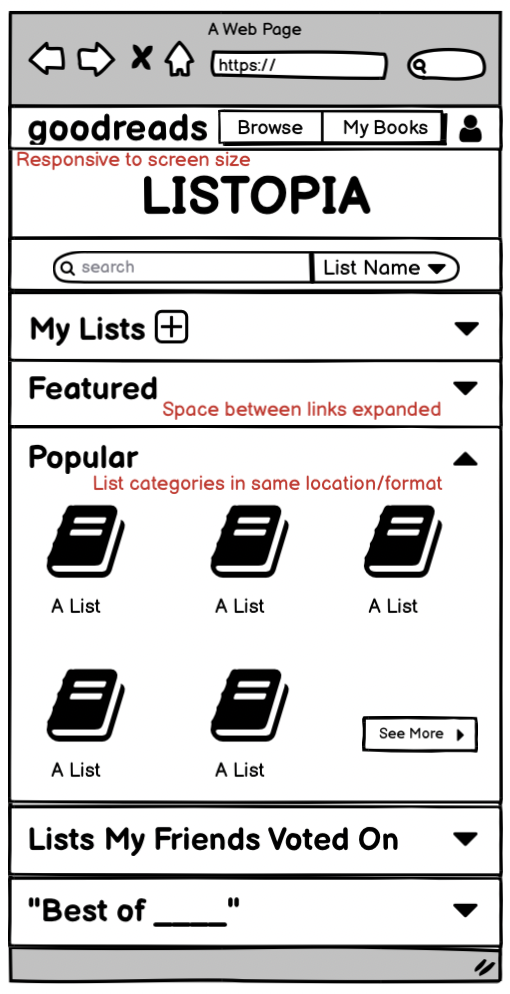 A Web Page
https://
goodreads Browse My Books
Responsive to screen size
LISTOPIA
search List Name
My Lists
Featured
Space between links expanded
Popular
List categories in same location/format
A List A List A List
See More
A List A List
Lists My Friends Voted On
"Best of ____"